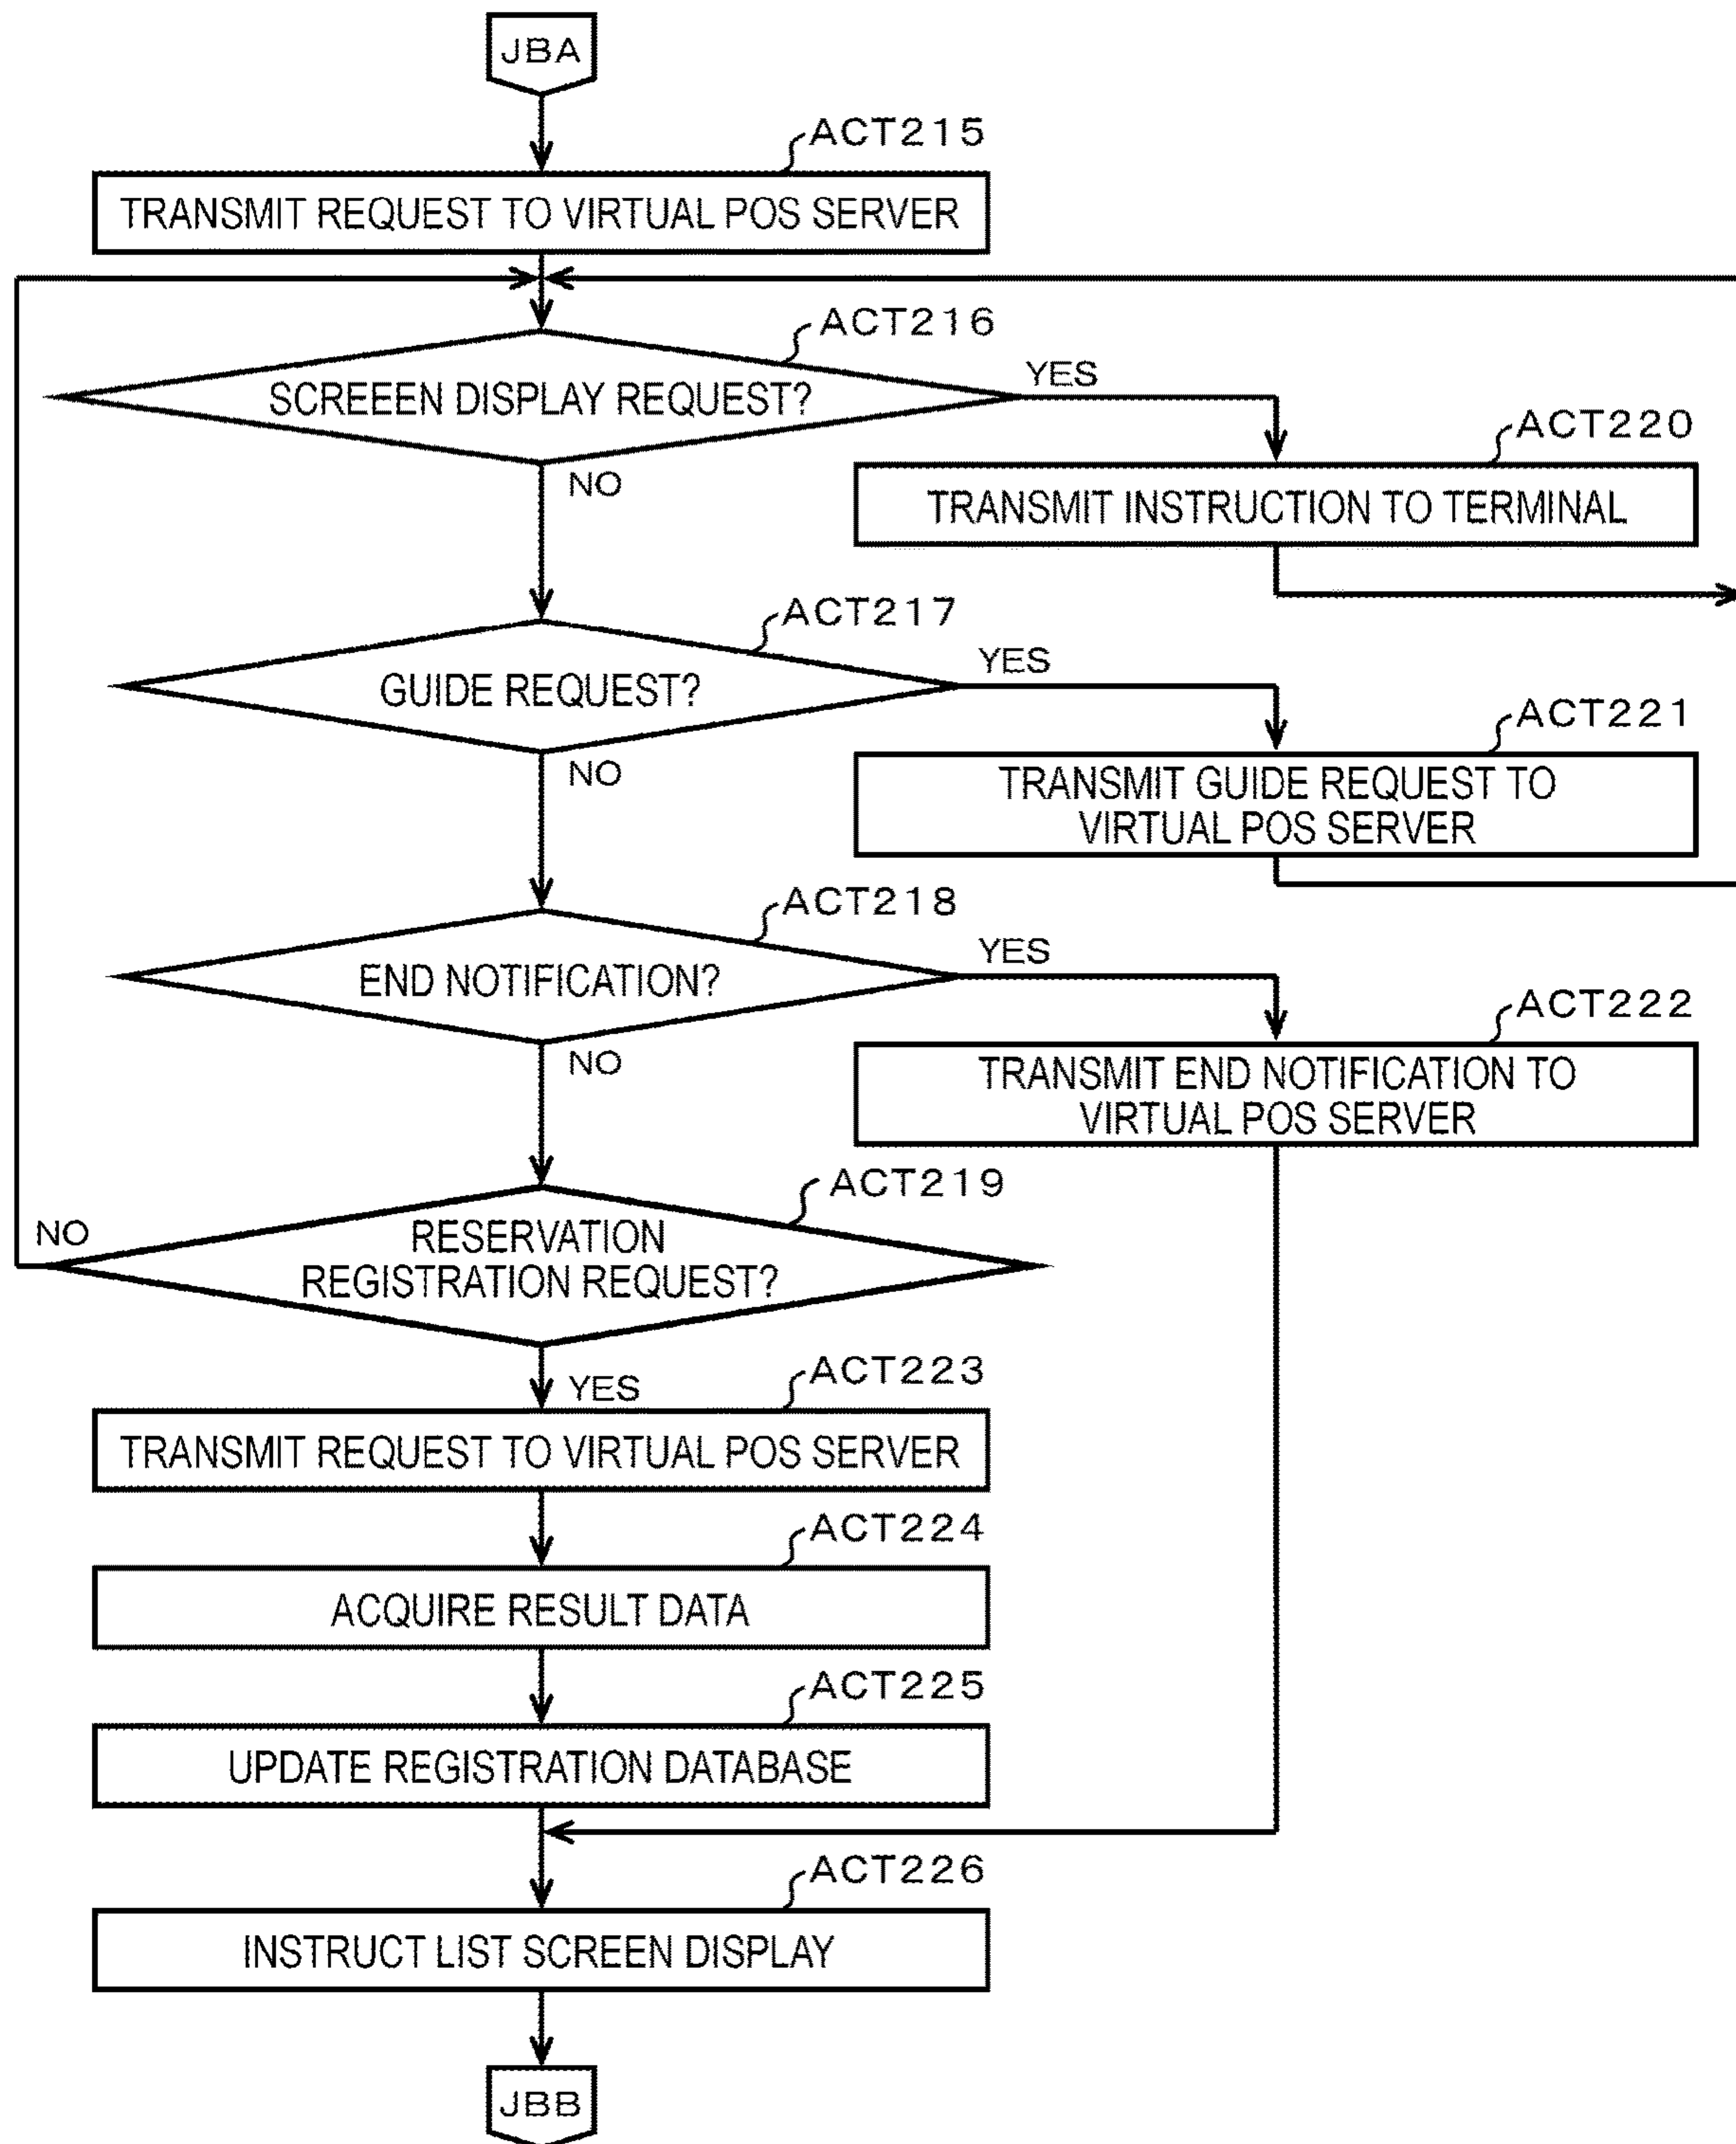 JBA
ACT215
TRANSMIT REQUEST TO VIRTUAL POS SERVER
ACT216
SCREEEN DISPLAY REQUEST?
YES
NO
ACT220
TRANSMIT INSTRUCTION TO TERMINAL
ACT217
GUIDE REQUEST?
YES
NO
ACT221
TRANSMIT GUIDE REQUEST TO
VIRTUAL POS SERVER
ACT218
END NOTIFICATION?
YES
NO
ACT222
TRANSMIT END NOTIFICATION TO
VIRTUAL POS SERVER
ACT219
NO
RESERVATION
REGISTRATION REQUEST?
YES
ACT223
TRANSMIT REQUEST TO VIRTUAL POS SERVER
ACT224
ACQUIRE RESULT DATA
ACT225
UPDATE REGISTRATION DATABASE
ACT226
INSTRUCT LIST SCREEN DISPLAY
JBB